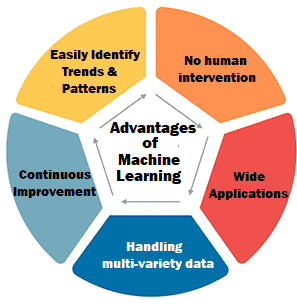 Easily Identify
Trends &
Patterns
No human
intervention
Advantages
of
Machine
Learning
Continuous
Improvement
Wide
Applications
Handling
multi-variety data